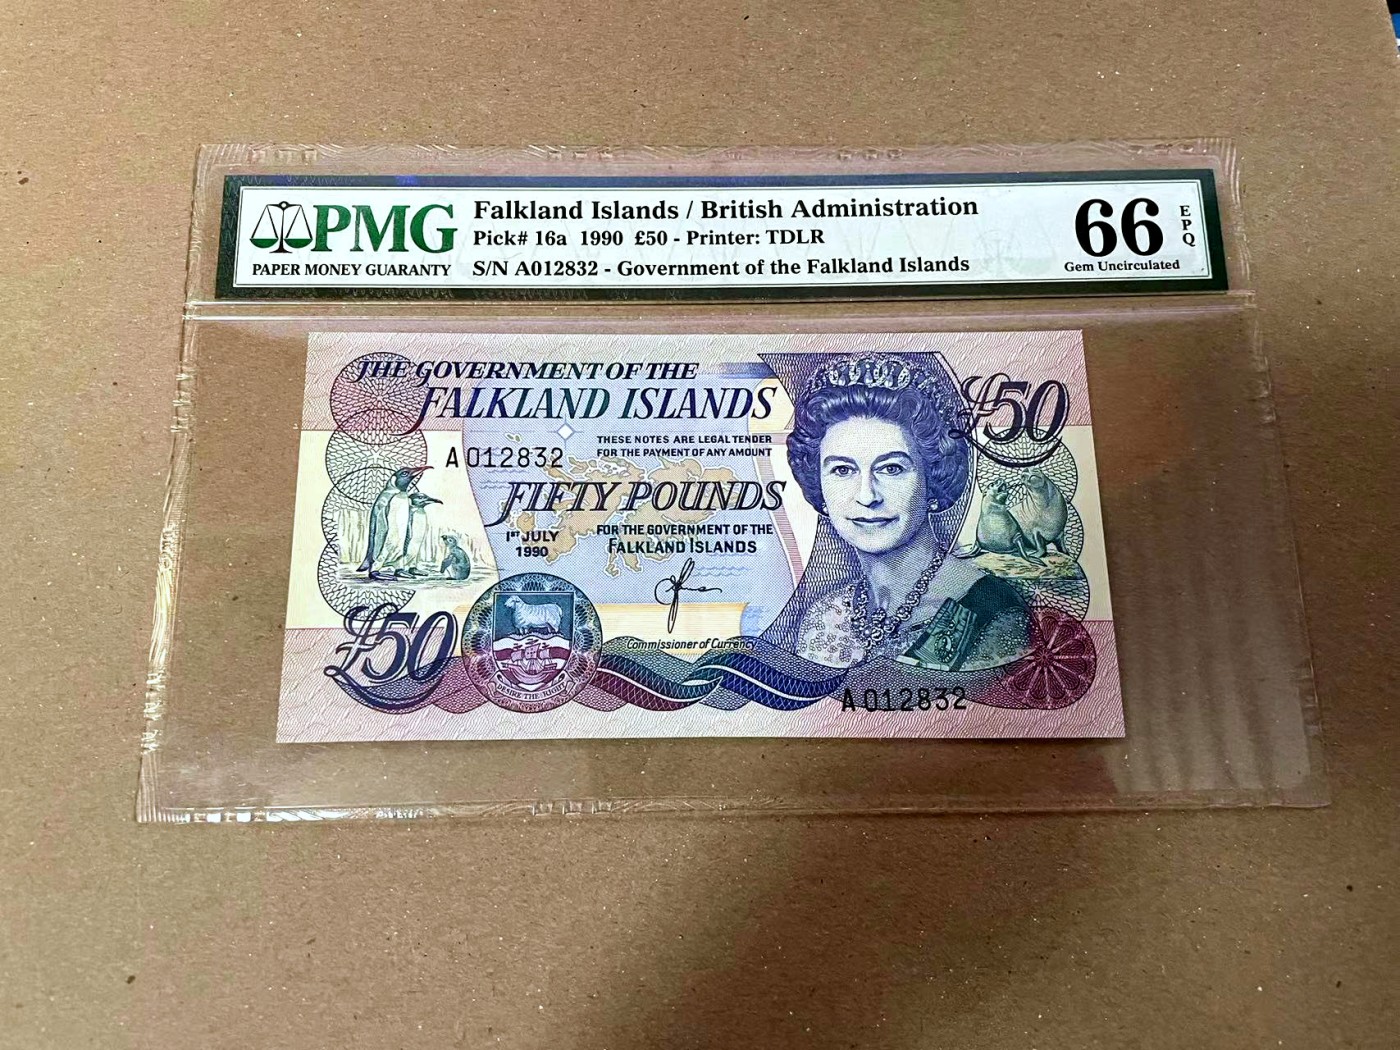 PMG
PAPER MONEY GUARANTY
Falkland Islands / British Administration
Pick# 16a 1990 £50 - Printer: TDLR
S/N A012832 - Government of the Falkland Islands
66
EPQ
Gem Uncirculated
THE GOVERNMENT OF THE
FALKLAND ISLANDS
£50
THESE NOTES ARE LEGAL TENDER
FOR THE PAYMENT OF ANY AMOUNT
A012832
FIFTY POUNDS
1ST JULY
1990
FOR THE GOVERNMENT OF THE
FALKLAND ISLANDS
£50
Commissioner of Currency
DESIRE THE RIGHT
A012832